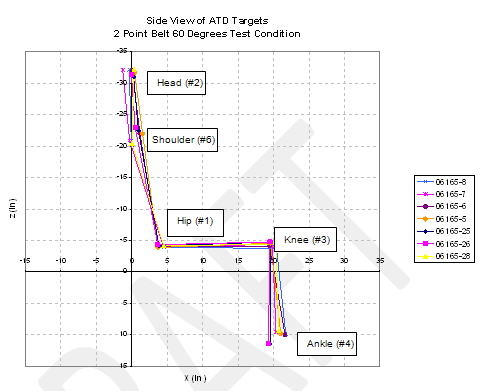 Side View of ATD Targets
2 Point Belt 60 Degrees Test Condition
-35
-30
-25
-20
-15
-10
-5
0
5
10
15
-15
-10
-5
0
5
10
15
20
25
30
35
Z (In)
X (In)
Head (#2)
Shoulder (#6)
Hip (#1)
Knee (#3)
Ankle (#4)
06165-8
06165-7
06165-6
06165-5
06165-25
06165-26
06165-28
DRAFT